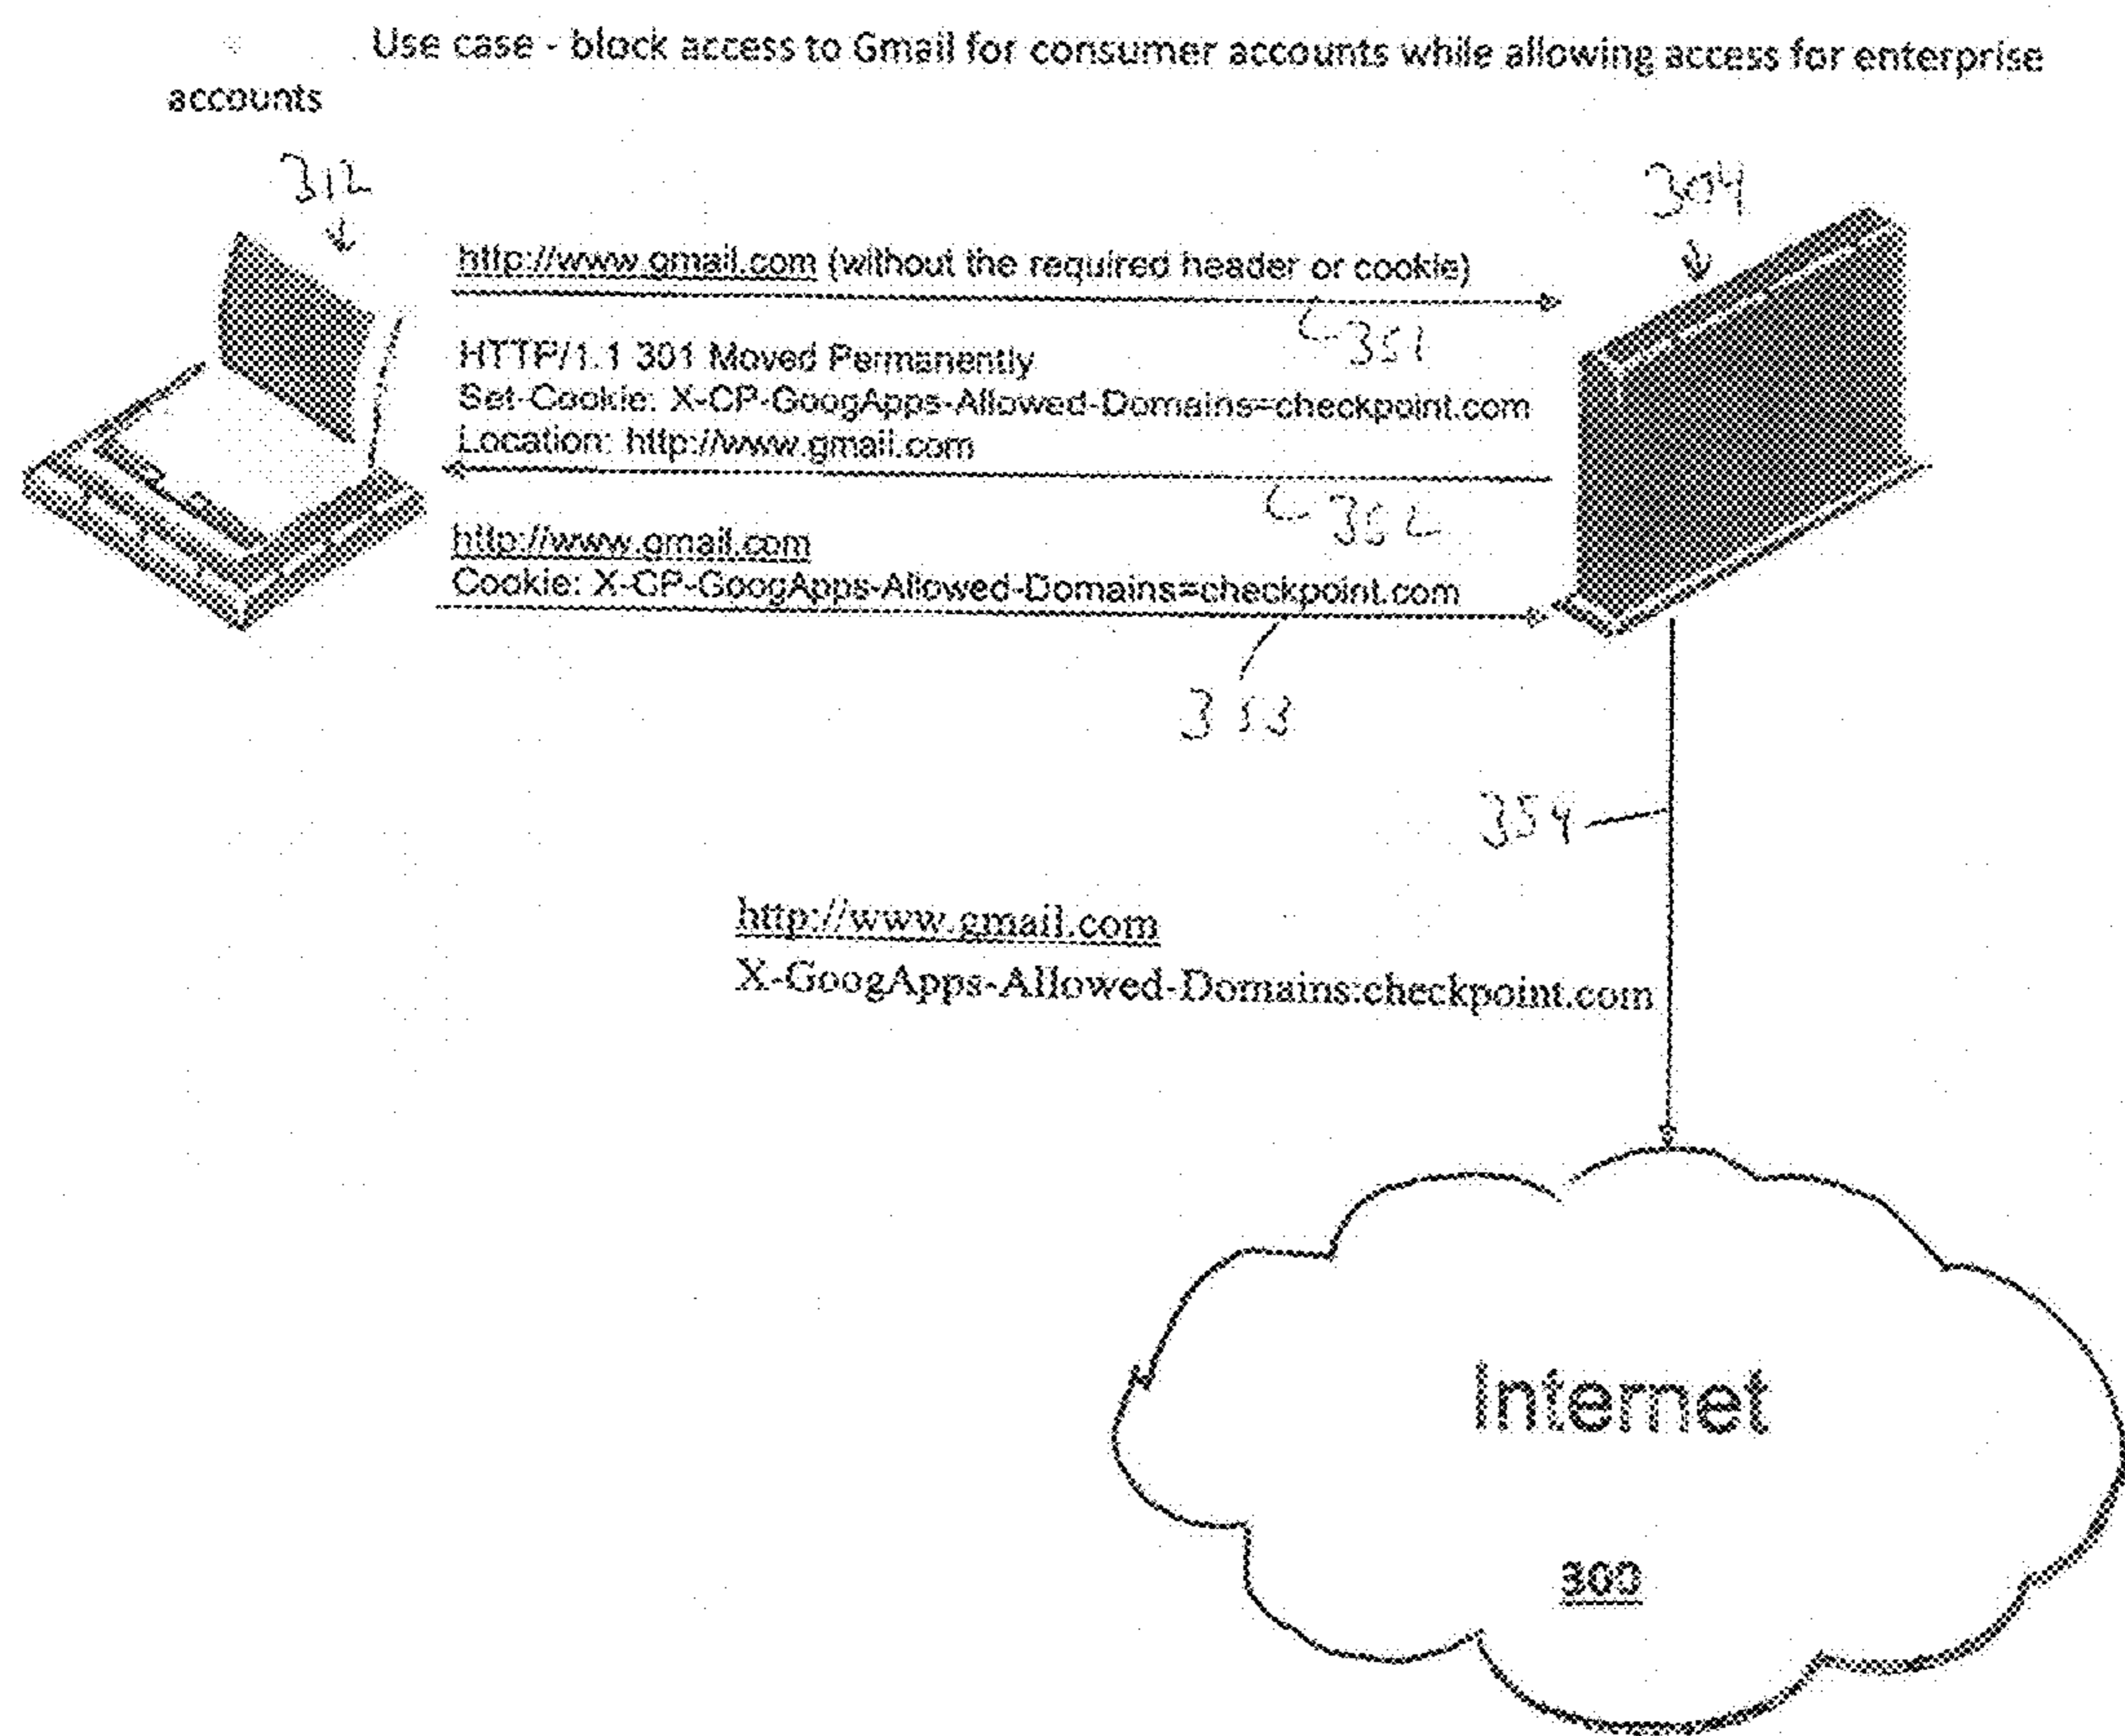 Use case - block access to Gmail for consumer accounts while allowing access for enterprise
accounts
312
304
http://www.gmail.com (without the required header or cookie)
351
HTTP/1.1 301 Moved Permanently
Set-Cookie: X-CP-GoogApps-Allowed-Domains=checkpoint.com
Location: http://www.gmail.com
352
http://www.gmail.com
Cookie: X-CP-GoogApps-Allowed-Domains=checkpoint.com
353
354
http://www.gmail.com
X-GoogApps-Allowed-Domains:checkpoint.com
Internet
300